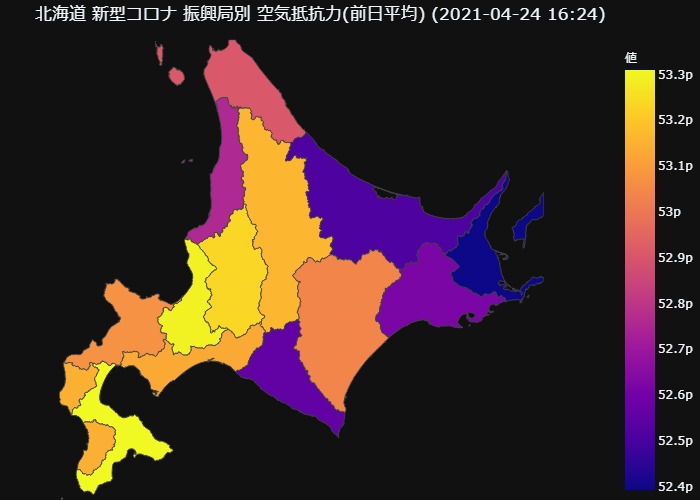 北海道 新型コロナ 振興局別 空気抵抗力(前日平均) (2021-04-24 16:24)
値
53.3p
53.2p
53.1p
53p
52.9p
52.8p
52.7p
52.6p
52.5p
52.4p